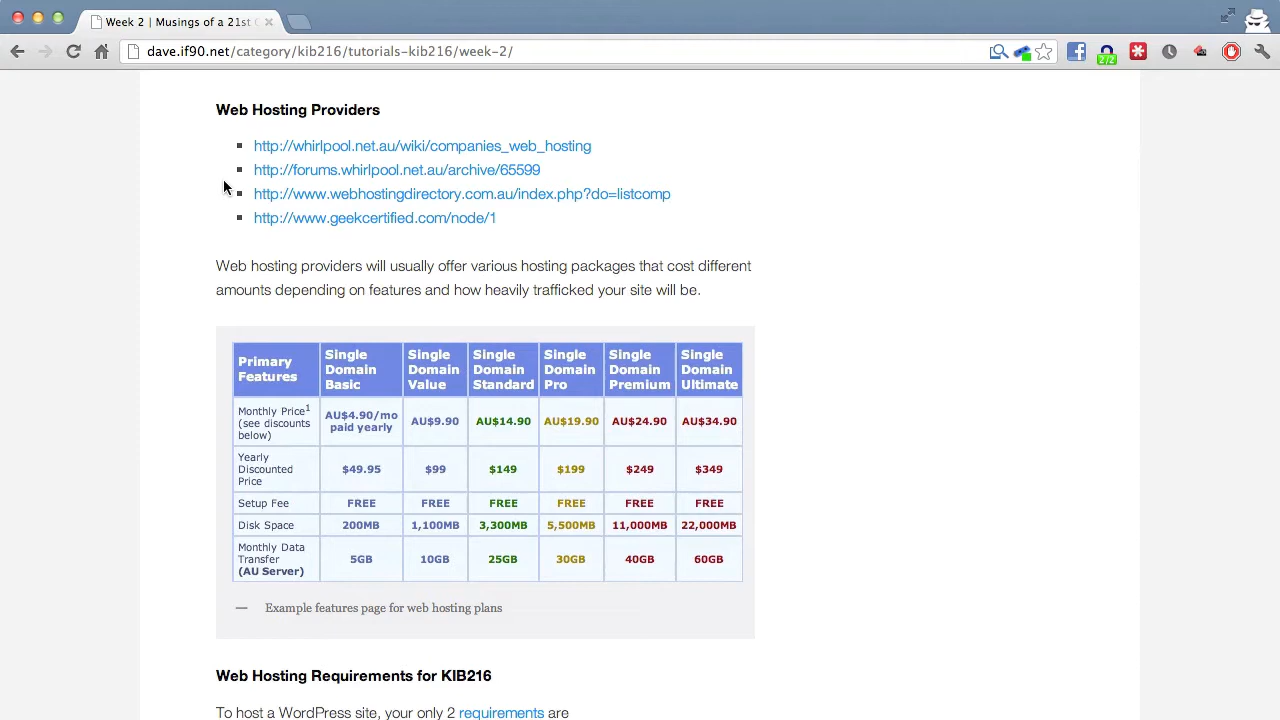 Week 2 | Musings of a 21st C
dave.if90.net/category/kib216/tutorials-kib216/week-2/
2/2
Web Hosting Providers
http://whirlpool.net.au/wiki/companies_web_hosting
http://forums.whirlpool.net.au/archive/65599
http://www.webhostingdirectory.com.au/index.php?do=listcomp
http://www.geekcertified.com/node/1
Web hosting providers will usually offer various hosting packages that cost different
amounts depending on features and how heavily trafficked your site will be.
Primary Features Single Domain Basic Single Domain Value Single Domain Standard Single Domain Pro Single Domain Premium Single Domain Ultimate
Monthly Price1 (see discounts below) AU$4.90/mo paid yearly AU$9.90 AU$14.90 AU$19.90 AU$24.90 AU$34.90
Yearly Discounted Price $49.95 $99 $149 $199 $249 $349
Setup Fee FREE FREE FREE FREE FREE FREE
Disk Space 200MB 1,100MB 3,300MB 5,500MB 11,000MB 22,000MB
Monthly Data Transfer (AU Server) 5GB 10GB 25GB 30GB 40GB 60GB
— Example features page for web hosting plans
Web Hosting Requirements for KIB216
To host a WordPress site, your only 2 requirements are